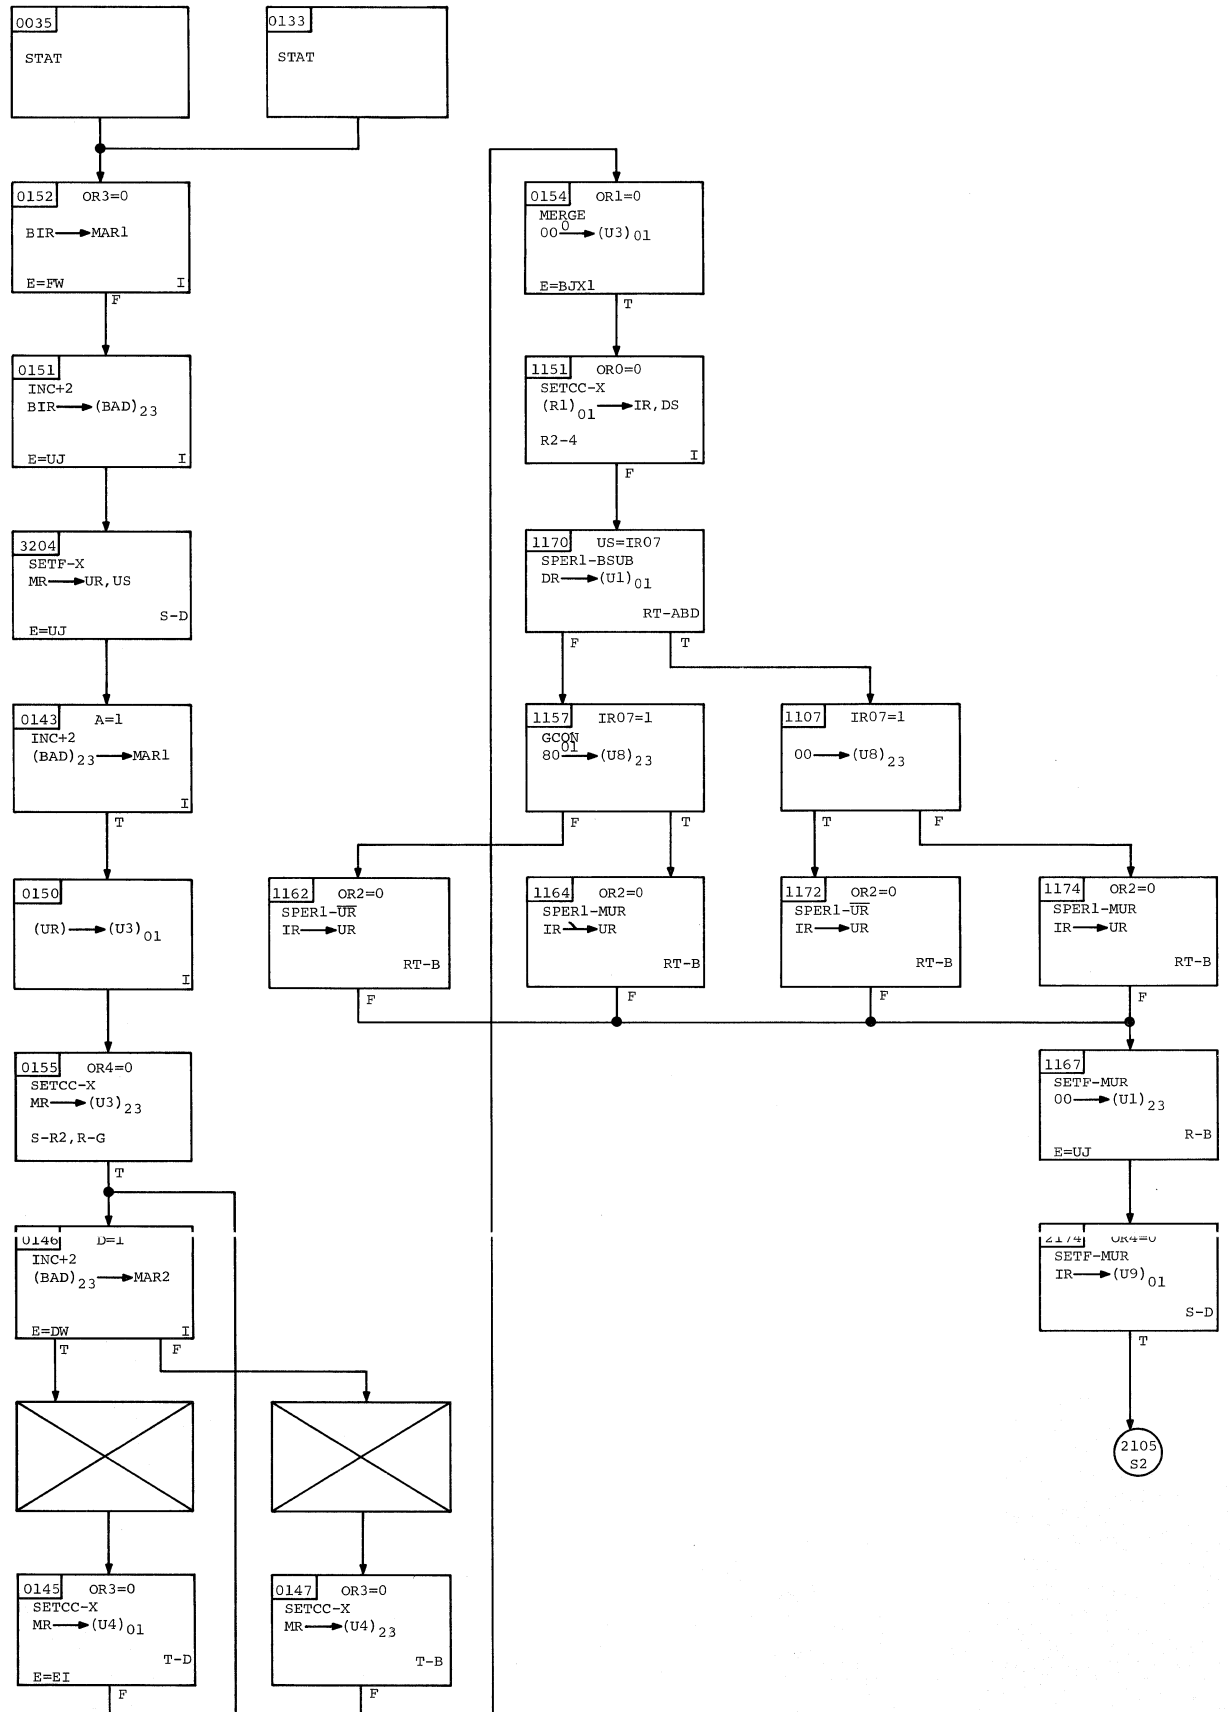 0035
STAT
0133
STAT
0152 OR3=0
BIR→MAR1
E=FW I
F
0151
INC+2
BIR→(BAD)23
E=UJ I
3204
SETF-X
MR→UR,US
S-D
E=UJ
0143 A=1
INC+2
(BAD)23→MAR1
I
T
0150
(UR)→(U3)01
I
0155 OR4=0
SETCC-X
MR→(U3)23
S-R2,R-G
T
0146 D=1
INC+2
(BAD)23→MAR2
E=DW I
T F
0145 OR3=0
SETCC-X
MR→(U4)01
T-D
E=EI
F
0147 OR3=0
SETCC-X
MR→(U4)23
T-B
F
0154 OR1=0
MERGE
00 0→(U3)01
E=BJX1
T
1151 OR0=0
SETCC-X
(R1)01→IR,DS
R2-4
I
F
1170 US=IR07
SPER1-BSUB
DR→(U1)01
RT-ABD
F T
1157 IR07=1
GCON
80 01→(U8)23
F T
1107 IR07=1
00→(U8)23
T F
1162 OR2=0
SPER1-U̅R̅
IR→UR
RT-B
F
1164 OR2=0
SPER1-MUR
IR→UR
RT-B
F
1172 OR2=0
SPER1-U̅R̅
IR→UR
RT-B
F
1174 OR2=0
SPER1-MUR
IR→UR
RT-B
F
1167
SETF-MUR
00→(U1)23
R-B
E=UJ
2174 OR4=0
SETF-MUR
IR→(U9)01
S-D
T
2105
S2